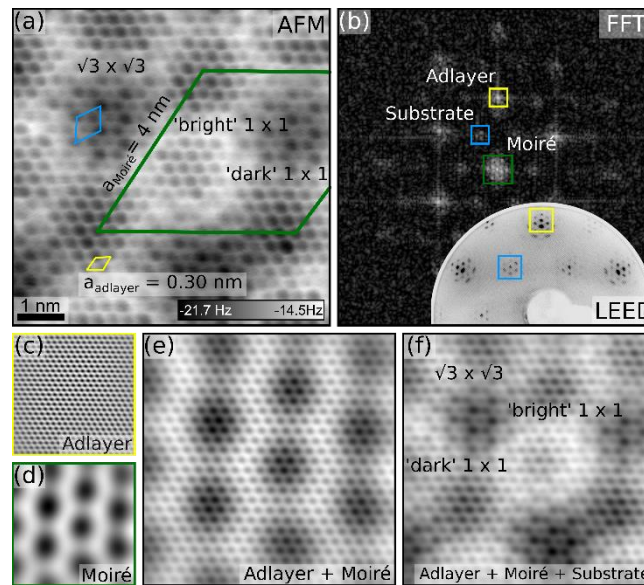 (a)
AFM
√3 x √3
'bright' 1 x 1
a_Moiré = 4 nm
'dark' 1 x 1
a_adlayer = 0.30 nm
1 nm
-21.7 Hz
-14.5Hz
(b)
FFT
Adlayer
Substrate
Moiré
LEED
(c)
Adlayer
(d)
Moiré
(e)
Adlayer + Moiré
(f)
√3 x √3
'bright' 1 x 1
'dark' 1 x 1
Adlayer + Moiré + Substrate